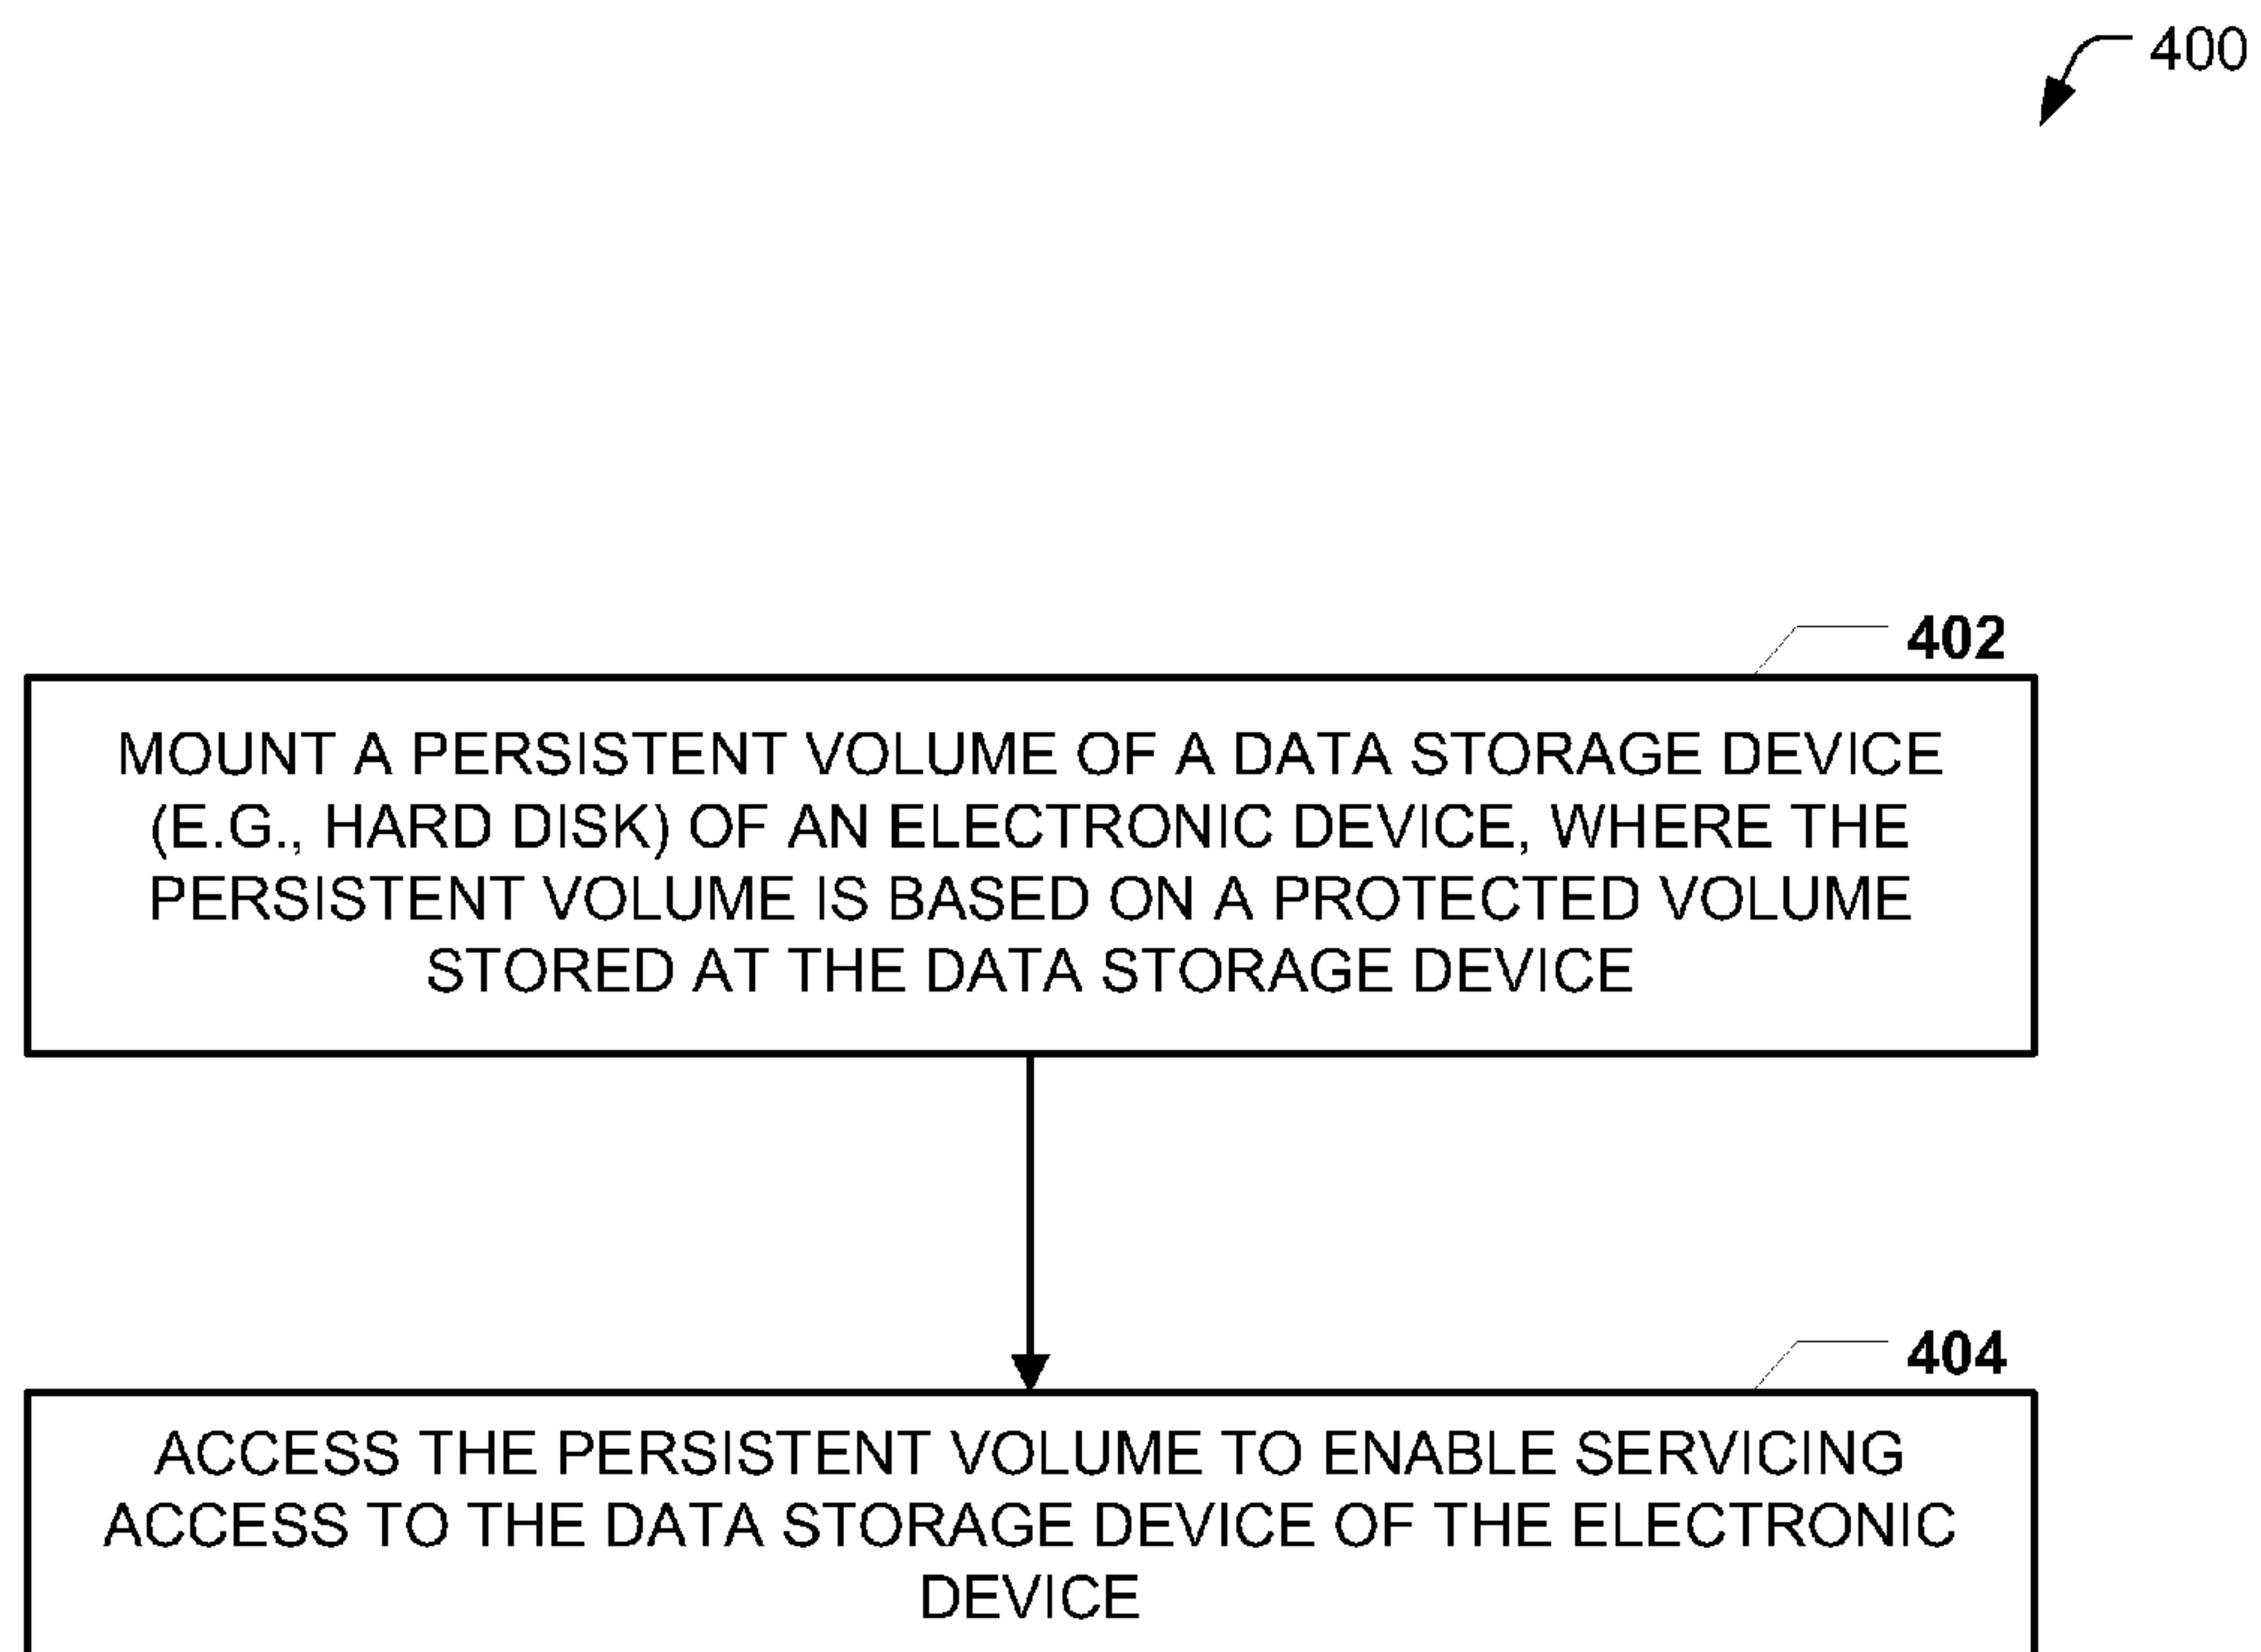 400
402
MOUNT A PERSISTENT VOLUME OF A DATA STORAGE DEVICE
(E.G., HARD DISK) OF AN ELECTRONIC DEVICE, WHERE THE
PERSISTENT VOLUME IS BASED ON A PROTECTED VOLUME
STORED AT THE DATA STORAGE DEVICE
404
ACCESS THE PERSISTENT VOLUME TO ENABLE SERVICING
ACCESS TO THE DATA STORAGE DEVICE OF THE ELECTRONIC
DEVICE